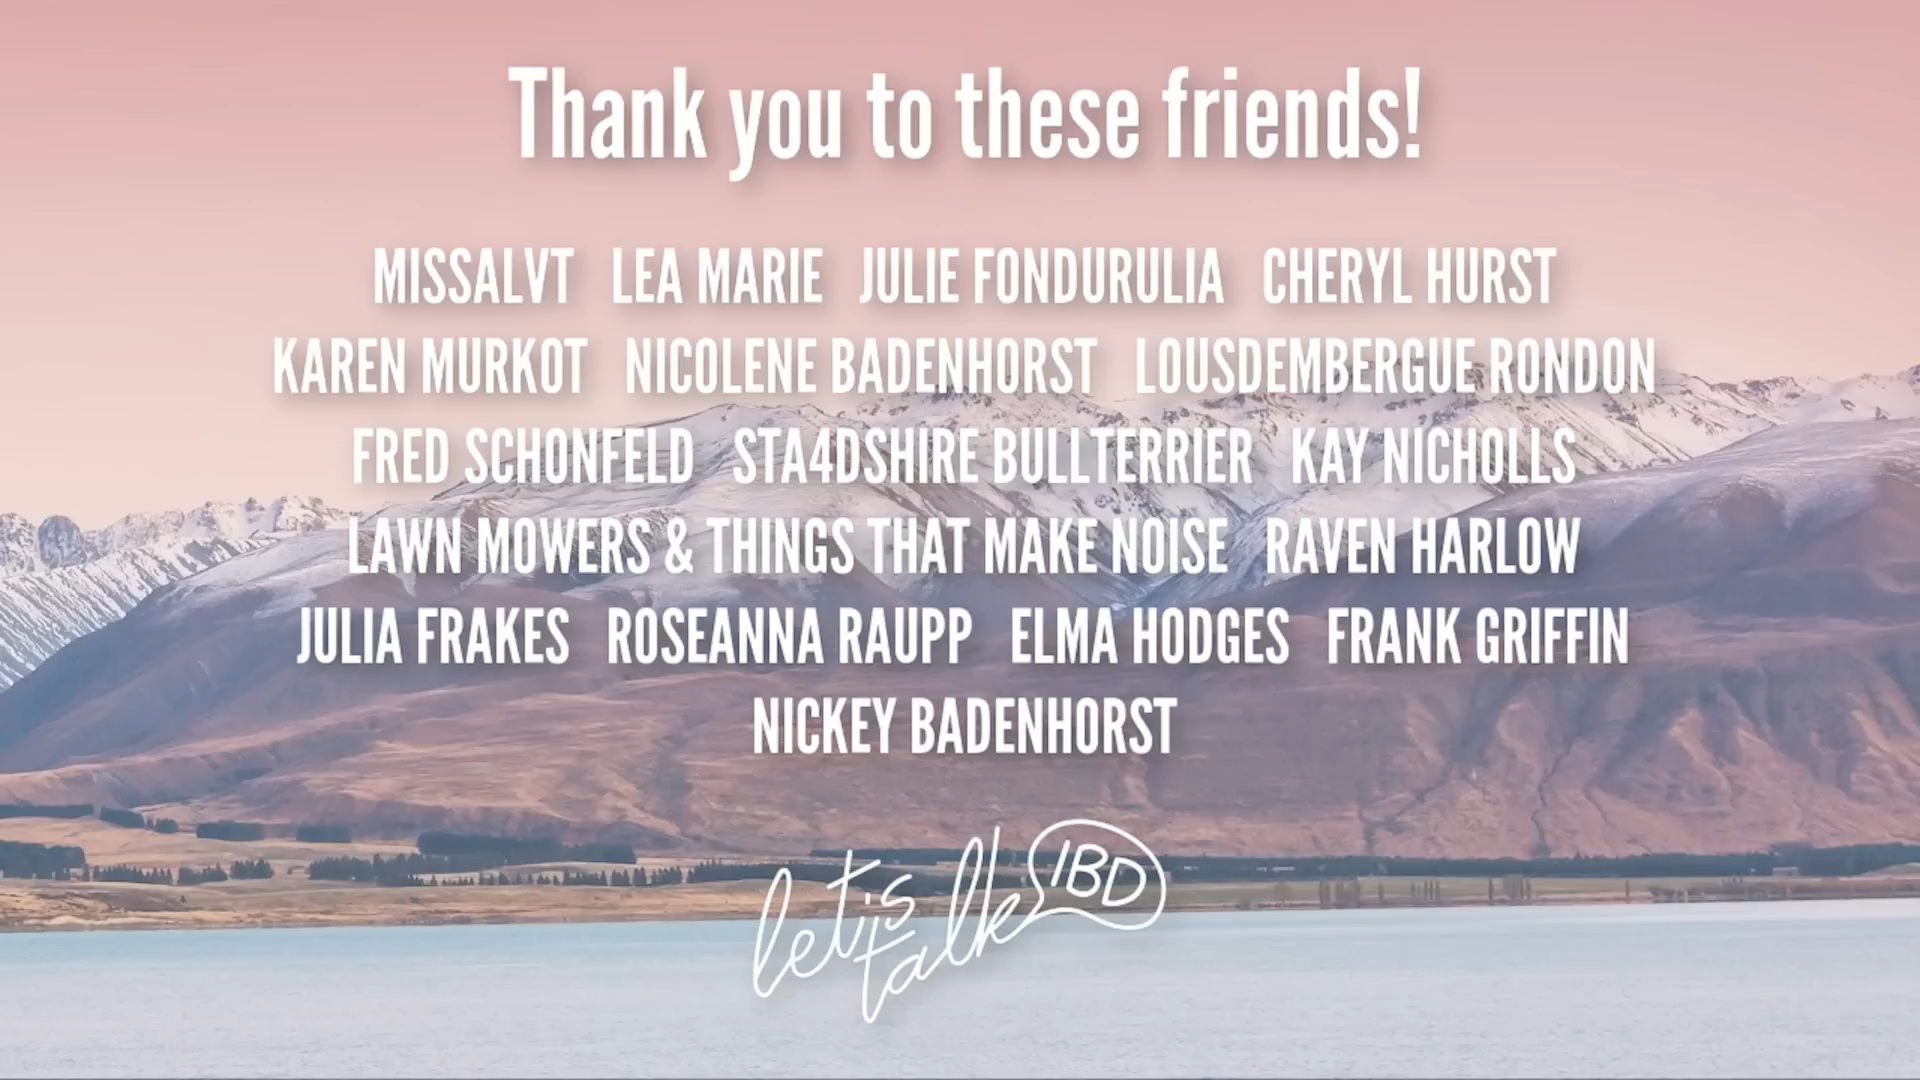 Thank you to these friends!
MISSALVT LEA MARIE JULIE FONDURULIA CHERYL HURST
KAREN MURKOT NICOLENE BADENHORST LOUSDEMBERGUE RONDON
FRED SCHONFELD STA4DSHIRE BULLTERRIER KAY NICHOLLS
LAWN MOWERS & THINGS THAT MAKE NOISE RAVEN HARLOW
JULIA FRAKES ROSEANNA RAUPP ELMA HODGES FRANK GRIFFIN
NICKEY BADENHORST
let's talk IBD